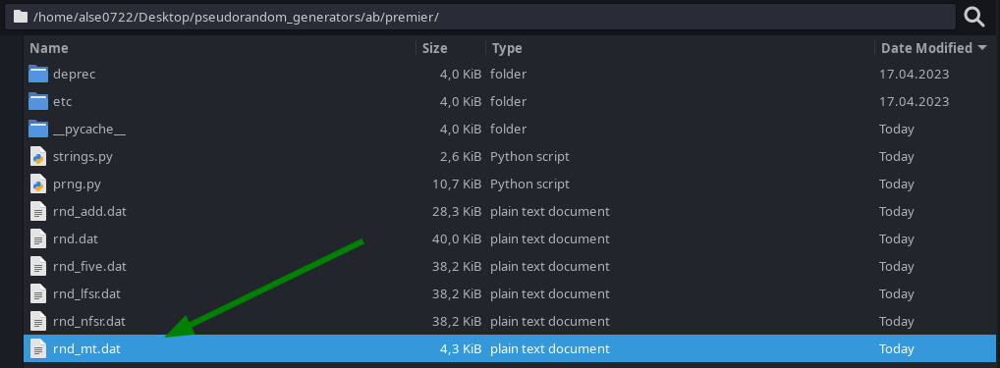 /home/alse0722/Desktop/pseudorandom_generators/ab/premier/
Name Size Type Date Modified
deprec 4,0 KiB folder 17.04.2023
etc 4,0 KiB folder 17.04.2023
__pycache__ 4,0 KiB folder Today
strings.py 2,6 KiB Python script Today
prng.py 10,7 KiB Python script Today
rnd_add.dat 28,3 KiB plain text document Today
rnd.dat 40,0 KiB plain text document Today
rnd_five.dat 38,2 KiB plain text document Today
rnd_lfsr.dat 38,2 KiB plain text document Today
rnd_nfsr.dat 38,2 KiB plain text document Today
rnd_mt.dat 4,3 KiB plain text document Today